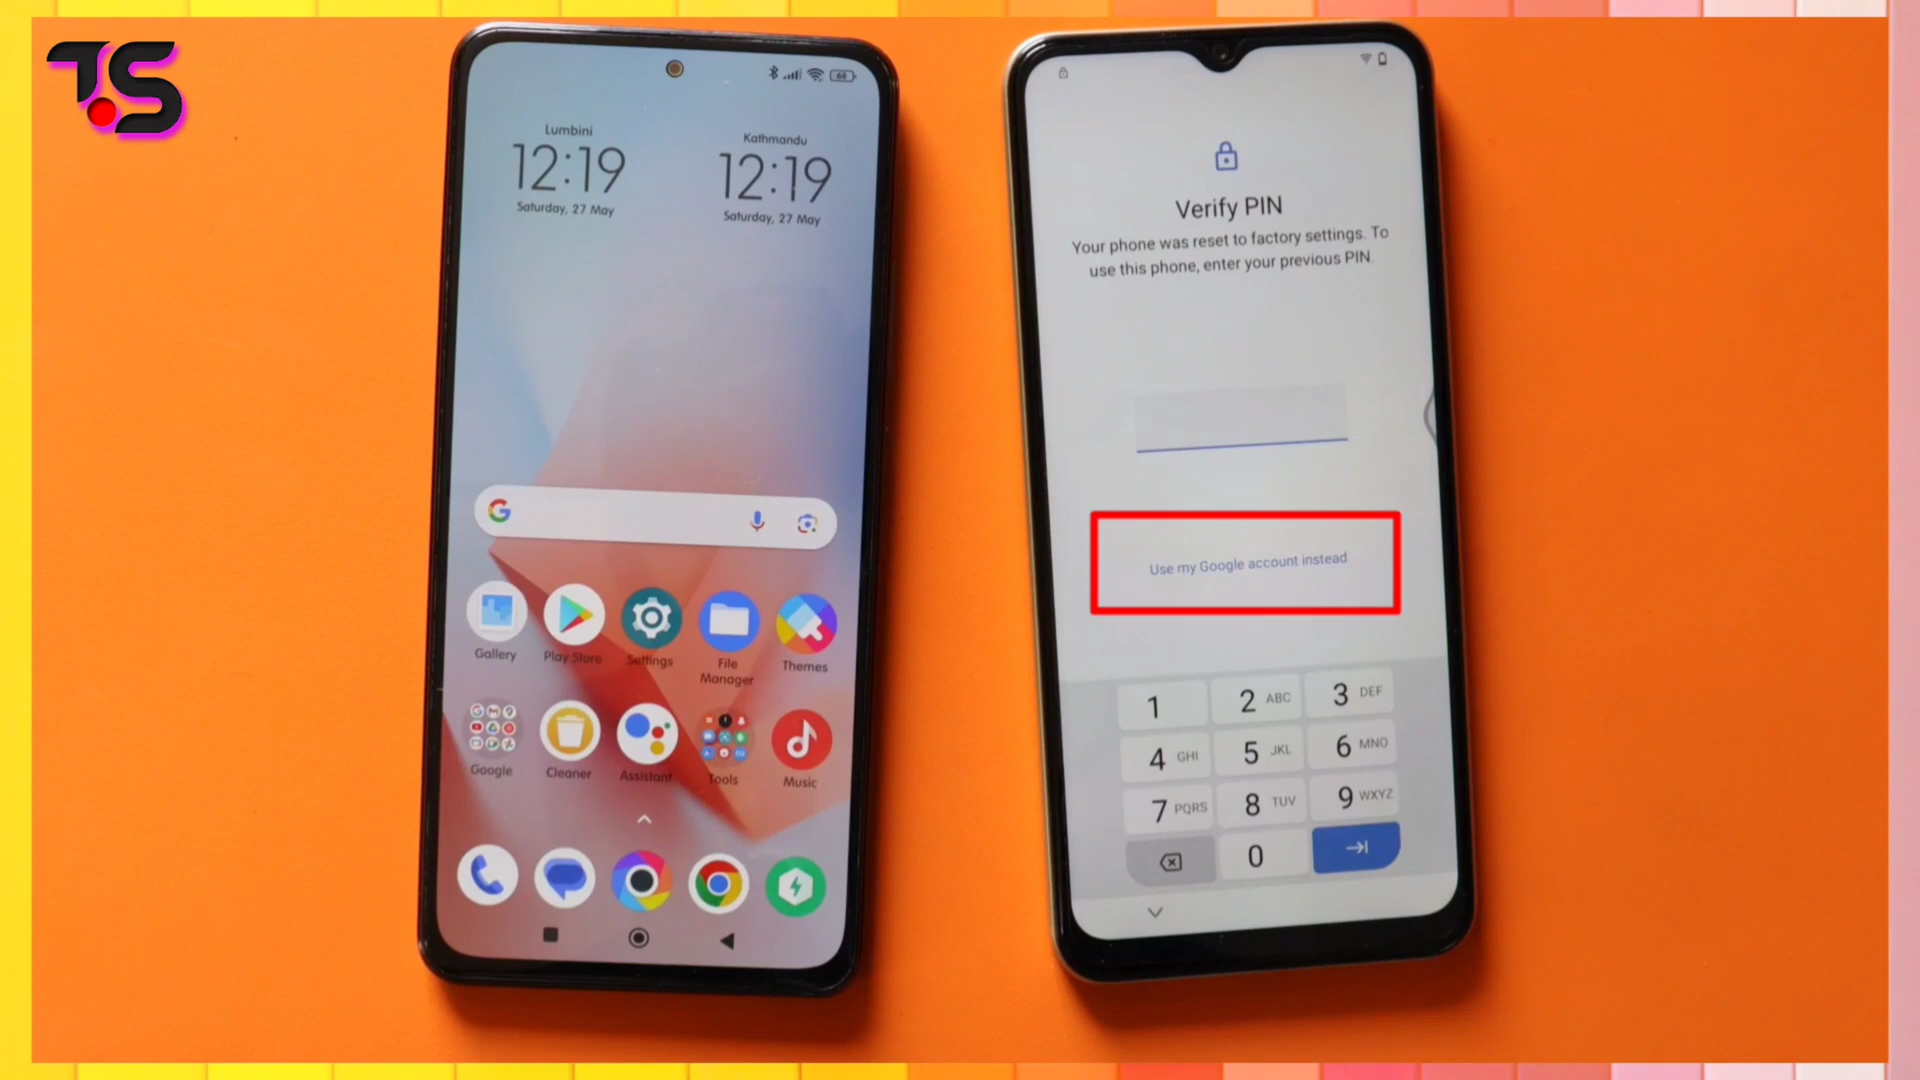 TS
68
Lumbini
12:19
Saturday, 27 May
Kathmandu
12:19
Saturday, 27 May
G
Gallery
Play Store
Settings
File
Manager
Themes
Google
Cleaner
Assistant
Tools
Music
Verify PIN
Your phone was reset to factory settings. To
use this phone, enter your previous PIN.
Use my Google account instead
1
2 ABC
3 DEF
4 GHI
5 JKL
6 MNO
7 PQRS
8 TUV
9 WXYZ
0